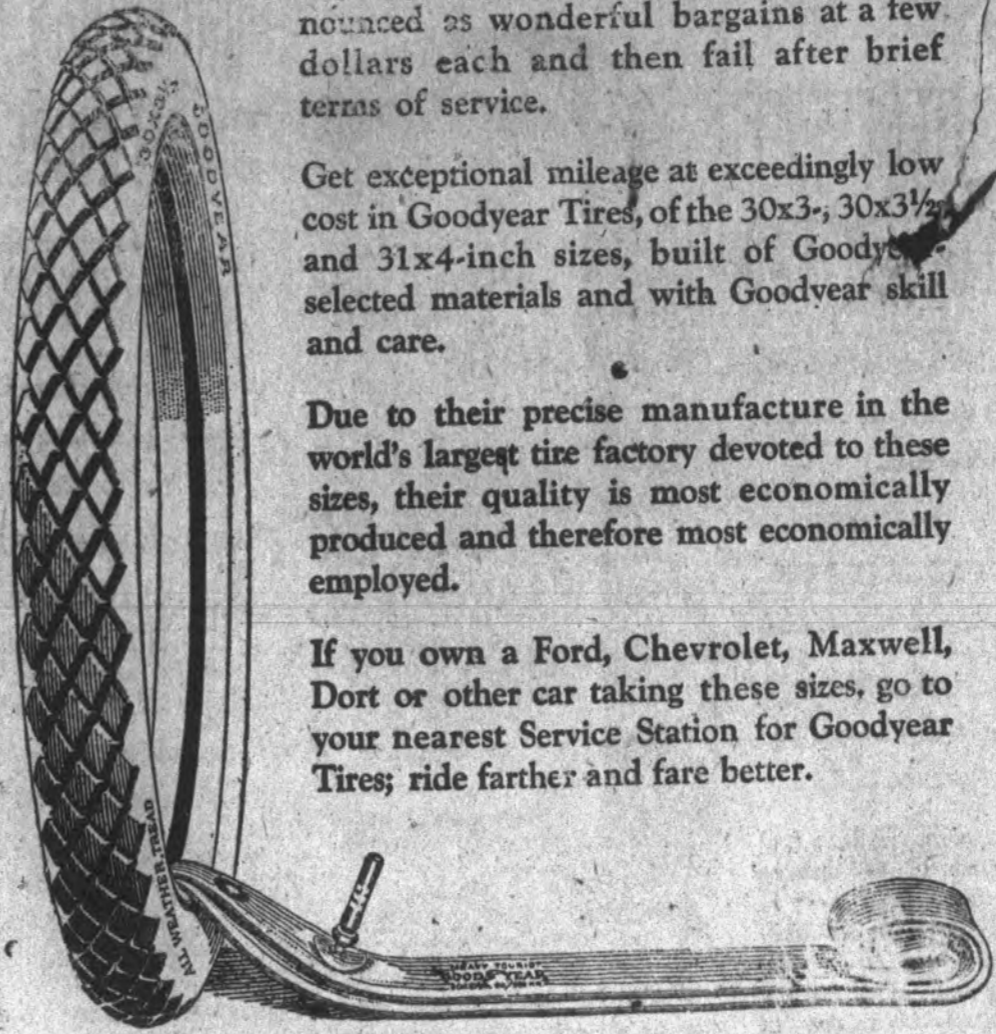 nounced as wonderful bargains at a few
dollars each and then fail after brief
terms of service.
Get exceptional mileage at exceedingly low
cost in Goodyear Tires, of the 30x3-, 30x3½-
and 31x4-inch sizes, built of Goodyear-
selected materials and with Goodyear skill
and care.
Due to their precise manufacture in the
world's largest tire factory devoted to these
sizes, their quality is most economically
produced and therefore most economically
employed.
If you own a Ford, Chevrolet, Maxwell,
Dort or other car taking these sizes, go to
your nearest Service Station for Goodyear
Tires; ride farther and fare better.
30X3½
GOODYEAR
ALL WEATHER TREAD
HEAVY TOURIST
GOODYEAR